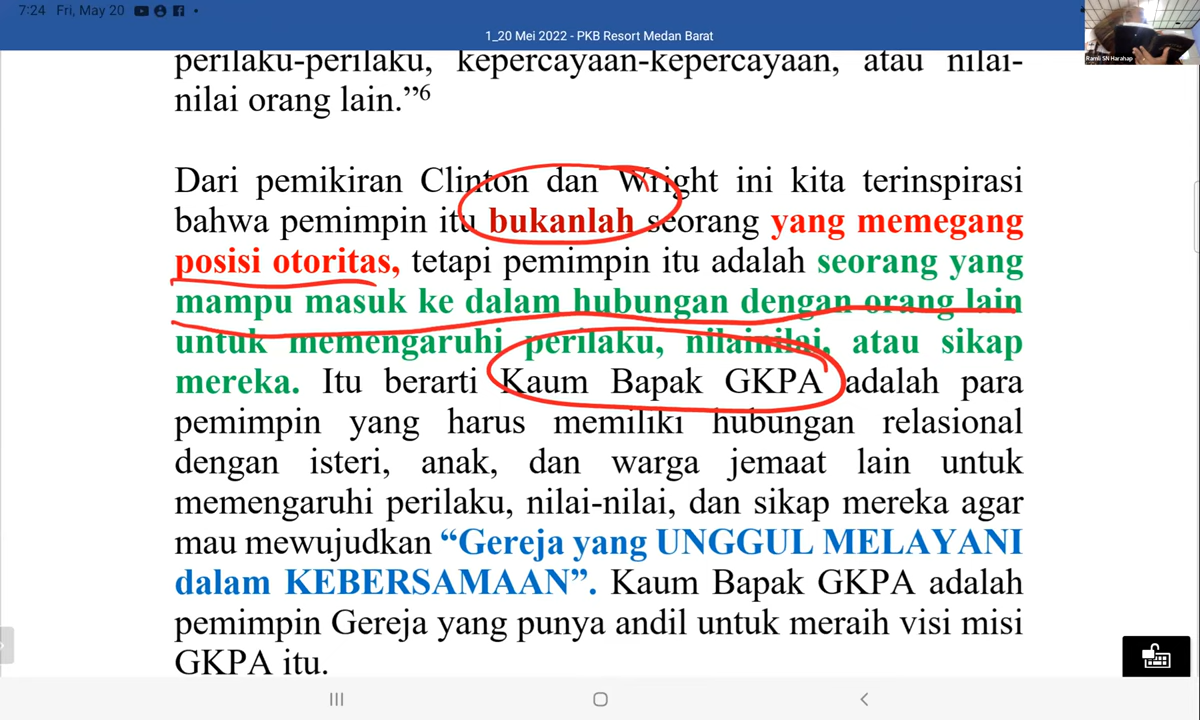 7:24 Fri, May 20
1_20 Mei 2022 - PKB Resort Medan Barat
Ramli SN Harahap
perilaku-perilaku, kepercayaan-kepercayaan, atau nilai-
nilai orang lain.”6
Dari pemikiran Clinton dan Wright ini kita terinspirasi
bahwa pemimpin itu bukanlah seorang yang memegang
posisi otoritas, tetapi pemimpin itu adalah seorang yang
mampu masuk ke dalam hubungan dengan orang lain
untuk memengaruhi perilaku, nilainilai, atau sikap
mereka. Itu berarti Kaum Bapak GKPA adalah para
pemimpin yang harus memiliki hubungan relasional
dengan isteri, anak, dan warga jemaat lain untuk
memengaruhi perilaku, nilai-nilai, dan sikap mereka agar
mau mewujudkan “Gereja yang UNGGUL MELAYANI
dalam KEBERSAMAAN”. Kaum Bapak GKPA adalah
pemimpin Gereja yang punya andil untuk meraih visi misi
GKPA itu.